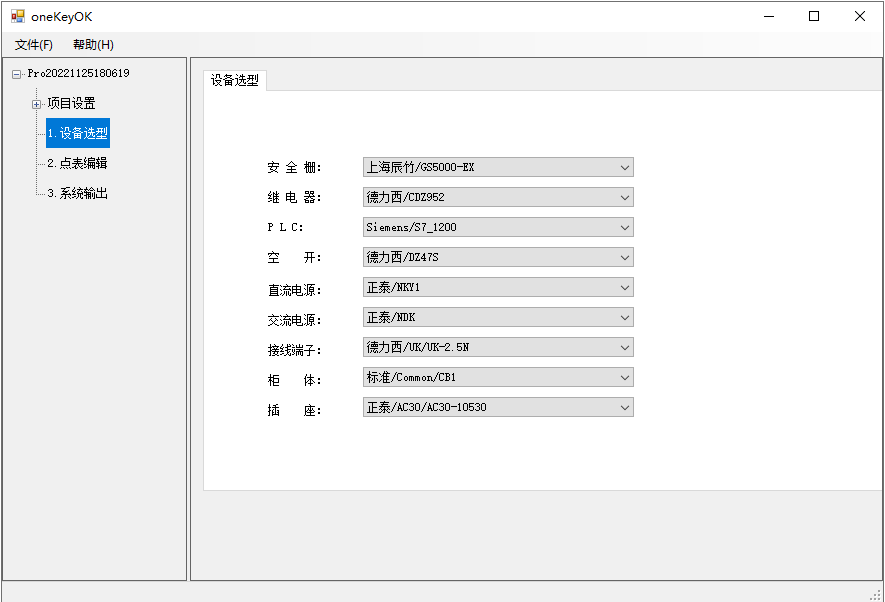 oneKeyOK
文件(F) 帮助(H)
Pro20221125180619
项目设置
1.设备选型
2.点表编辑
3.系统输出
设备选型
安 全 栅: 上海辰竹/GS5000-EX
继 电 器: 德力西/CDZ952
P L C: Siemens/S7_1200
空 开: 德力西/DZ47S
直流电源: 正泰/NKY1
交流电源: 正泰/NDK
接线端子: 德力西/UK/UK-2.5N
柜 体: 标准/Common/CB1
插 座: 正泰/AC30/AC30-10530